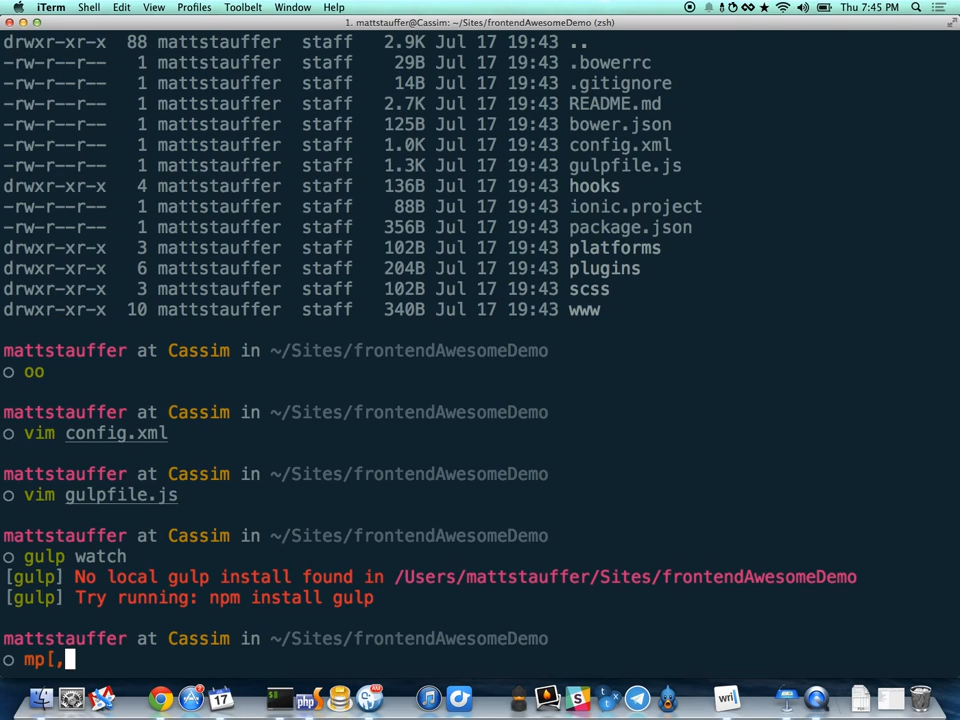 iTerm Shell Edit View Profiles Toolbelt Window Help Thu 7:45 PM
1. mattstauffer@Cassim: ~/Sites/frontendAwesomeDemo (zsh)
drwxr-xr-x 88 mattstauffer staff 2.9K Jul 17 19:43 ..
-rw-r--r-- 1 mattstauffer staff 29B Jul 17 19:43 .bowerrc
-rw-r--r-- 1 mattstauffer staff 14B Jul 17 19:43 .gitignore
-rw-r--r-- 1 mattstauffer staff 2.7K Jul 17 19:43 README.md
-rw-r--r-- 1 mattstauffer staff 125B Jul 17 19:43 bower.json
-rw-r--r-- 1 mattstauffer staff 1.0K Jul 17 19:43 config.xml
-rw-r--r-- 1 mattstauffer staff 1.3K Jul 17 19:43 gulpfile.js
drwxr-xr-x 4 mattstauffer staff 136B Jul 17 19:43 hooks
-rw-r--r-- 1 mattstauffer staff 88B Jul 17 19:43 ionic.project
-rw-r--r-- 1 mattstauffer staff 356B Jul 17 19:43 package.json
drwxr-xr-x 3 mattstauffer staff 102B Jul 17 19:43 platforms
drwxr-xr-x 6 mattstauffer staff 204B Jul 17 19:43 plugins
drwxr-xr-x 3 mattstauffer staff 102B Jul 17 19:43 scss
drwxr-xr-x 10 mattstauffer staff 340B Jul 17 19:43 www
mattstauffer at Cassim in ~/Sites/frontendAwesomeDemo
○ oo
mattstauffer at Cassim in ~/Sites/frontendAwesomeDemo
○ vim config.xml
mattstauffer at Cassim in ~/Sites/frontendAwesomeDemo
○ vim gulpfile.js
mattstauffer at Cassim in ~/Sites/frontendAwesomeDemo
○ gulp watch
[gulp] No local gulp install found in /Users/mattstauffer/Sites/frontendAwesomeDemo
[gulp] Try running: npm install gulp
mattstauffer at Cassim in ~/Sites/frontendAwesomeDemo
○ mp[,
17 php wri